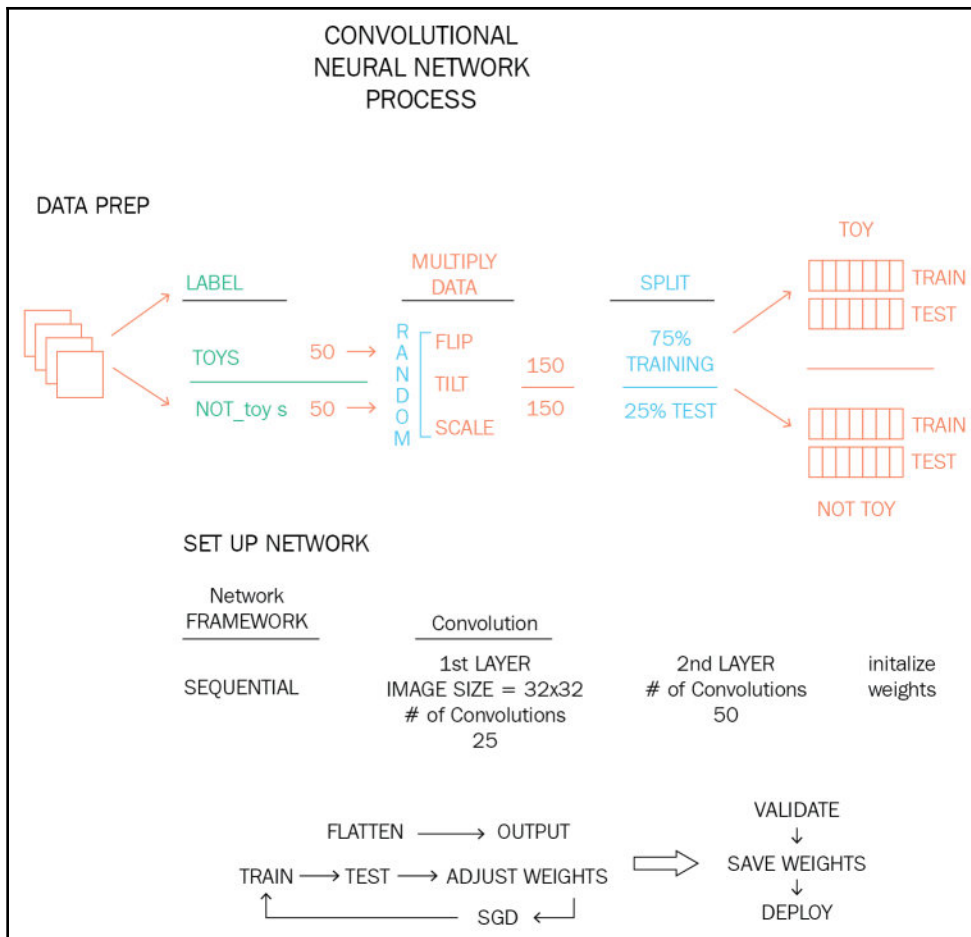 CONVOLUTIONAL
NEURAL NETWORK
PROCESS
DATA PREP
LABEL
TOYS
50
NOT_toy s
50
MULTIPLY
DATA
RANDOM
FLIP
TILT
SCALE
150
150
SPLIT
75%
TRAINING
25% TEST
TOY
TRAIN
TEST
TRAIN
TEST
NOT TOY
SET UP NETWORK
Network
FRAMEWORK
SEQUENTIAL
Convolution
1st LAYER
IMAGE SIZE = 32x32
# of Convolutions
25
2nd LAYER
# of Convolutions
50
initalize
weights
FLATTEN OUTPUT
TRAIN TEST ADJUST WEIGHTS
SGD
VALIDATE
SAVE WEIGHTS
DEPLOY